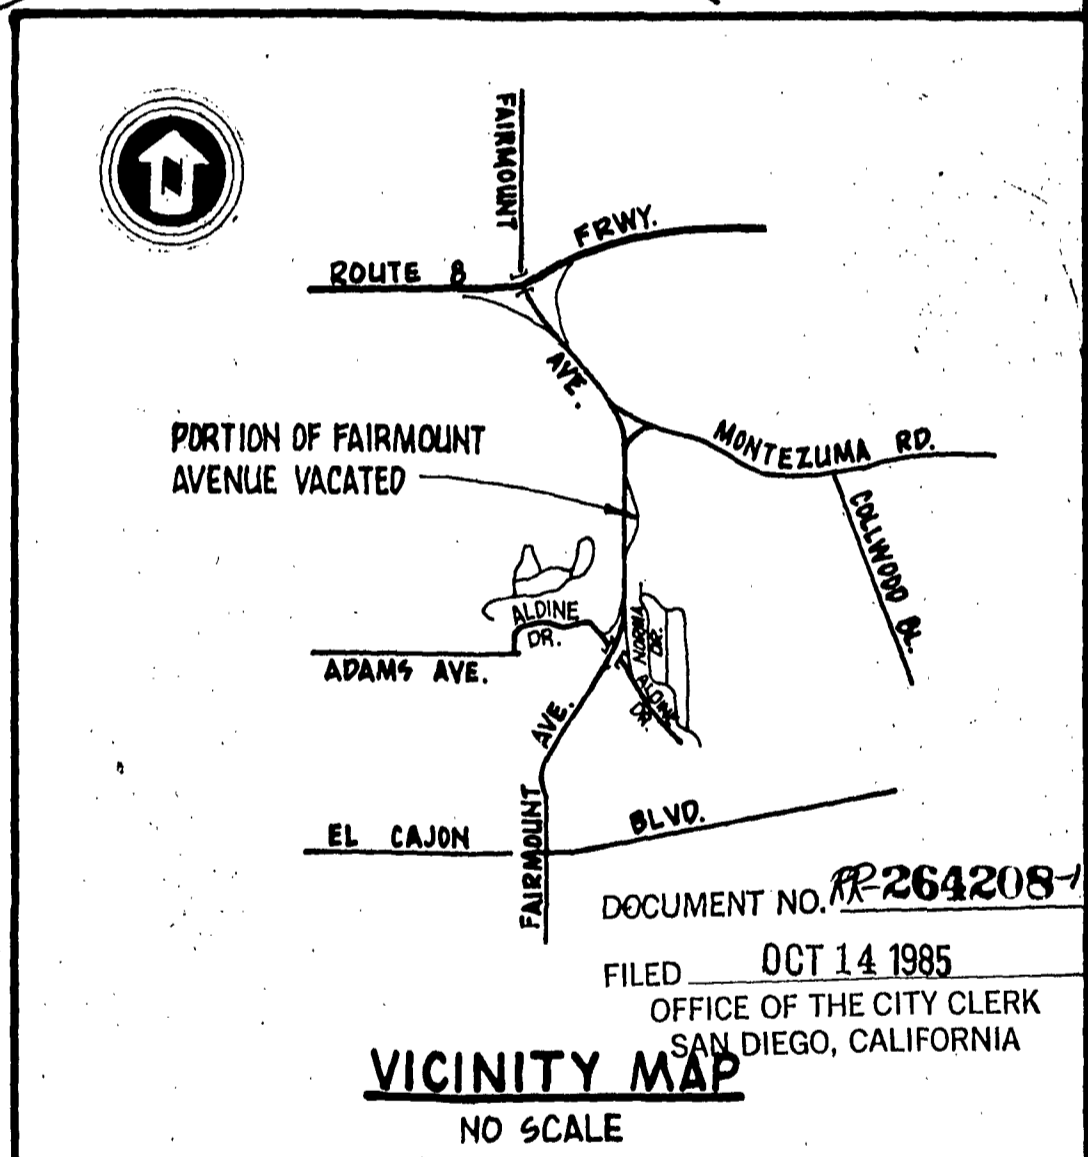 N
FAIRMOUNT
FRWY.
ROUTE 8
AVE.
PORTION OF FAIRMOUNT
AVENUE VACATED
MONTEZUMA RD.
COLLWOOD BL.
ALDINE
DR.
NORMA
DR.
ADAMS AVE.
ALDINE
DR.
AVE.
FAIRMOUNT
EL CAJON BLVD.
DOCUMENT NO. RR-264208-1
FILED OCT 14 1985
OFFICE OF THE CITY CLERK
SAN DIEGO, CALIFORNIA
VICINITY MAP
NO SCALE